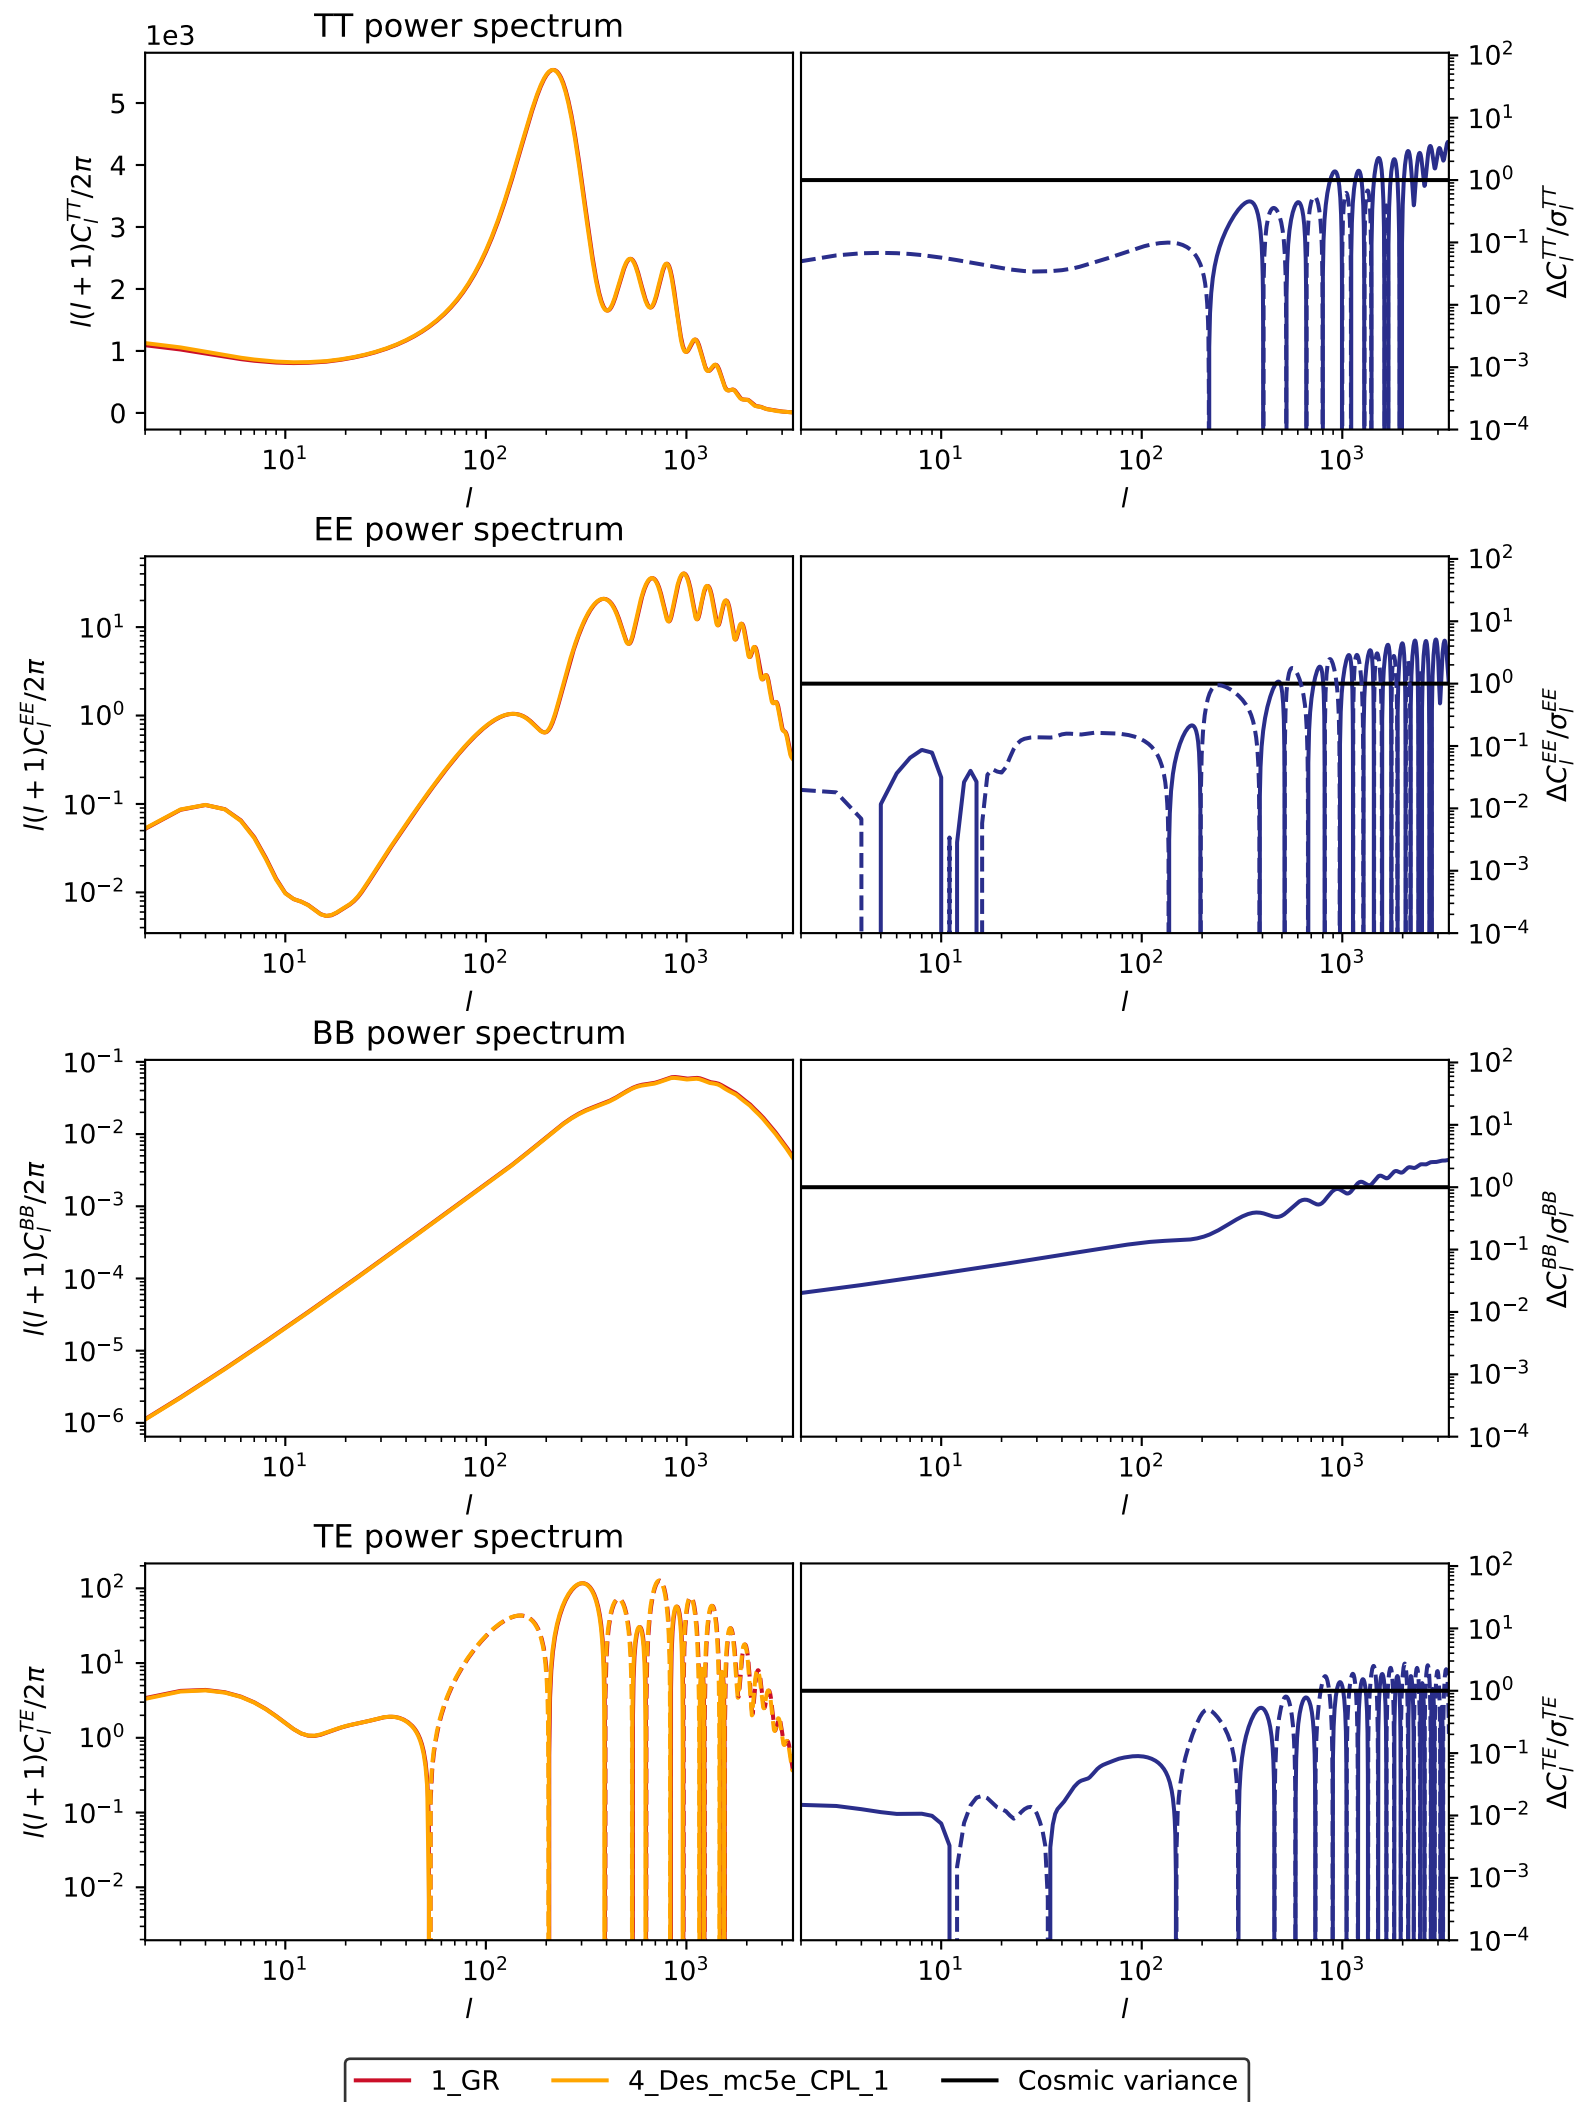 TT power spectrum
1e3
5
4
3
2
1
0
l(l + 1)C_l^{TT}/2π
10^1 10^2 10^3
l
10^2
10^1
10^0
10^{-1}
10^{-2}
10^{-3}
10^{-4}
ΔC_l^{TT}/σ_l^{TT}
10^1 10^2 10^3
l
EE power spectrum
10^1
10^0
10^{-1}
10^{-2}
l(l + 1)C_l^{EE}/2π
10^1 10^2 10^3
l
10^2
10^1
10^0
10^{-1}
10^{-2}
10^{-3}
10^{-4}
ΔC_l^{EE}/σ_l^{EE}
10^1 10^2 10^3
l
BB power spectrum
10^{-1}
10^{-2}
10^{-3}
10^{-4}
10^{-5}
10^{-6}
l(l + 1)C_l^{BB}/2π
10^1 10^2 10^3
l
10^2
10^1
10^0
10^{-1}
10^{-2}
10^{-3}
10^{-4}
ΔC_l^{BB}/σ_l^{BB}
10^1 10^2 10^3
l
TE power spectrum
10^2
10^1
10^0
10^{-1}
10^{-2}
l(l + 1)C_l^{TE}/2π
10^1 10^2 10^3
l
10^2
10^1
10^0
10^{-1}
10^{-2}
10^{-3}
10^{-4}
ΔC_l^{TE}/σ_l^{TE}
10^1 10^2 10^3
l
1_GR 4_Des_mc5e_CPL_1 Cosmic variance